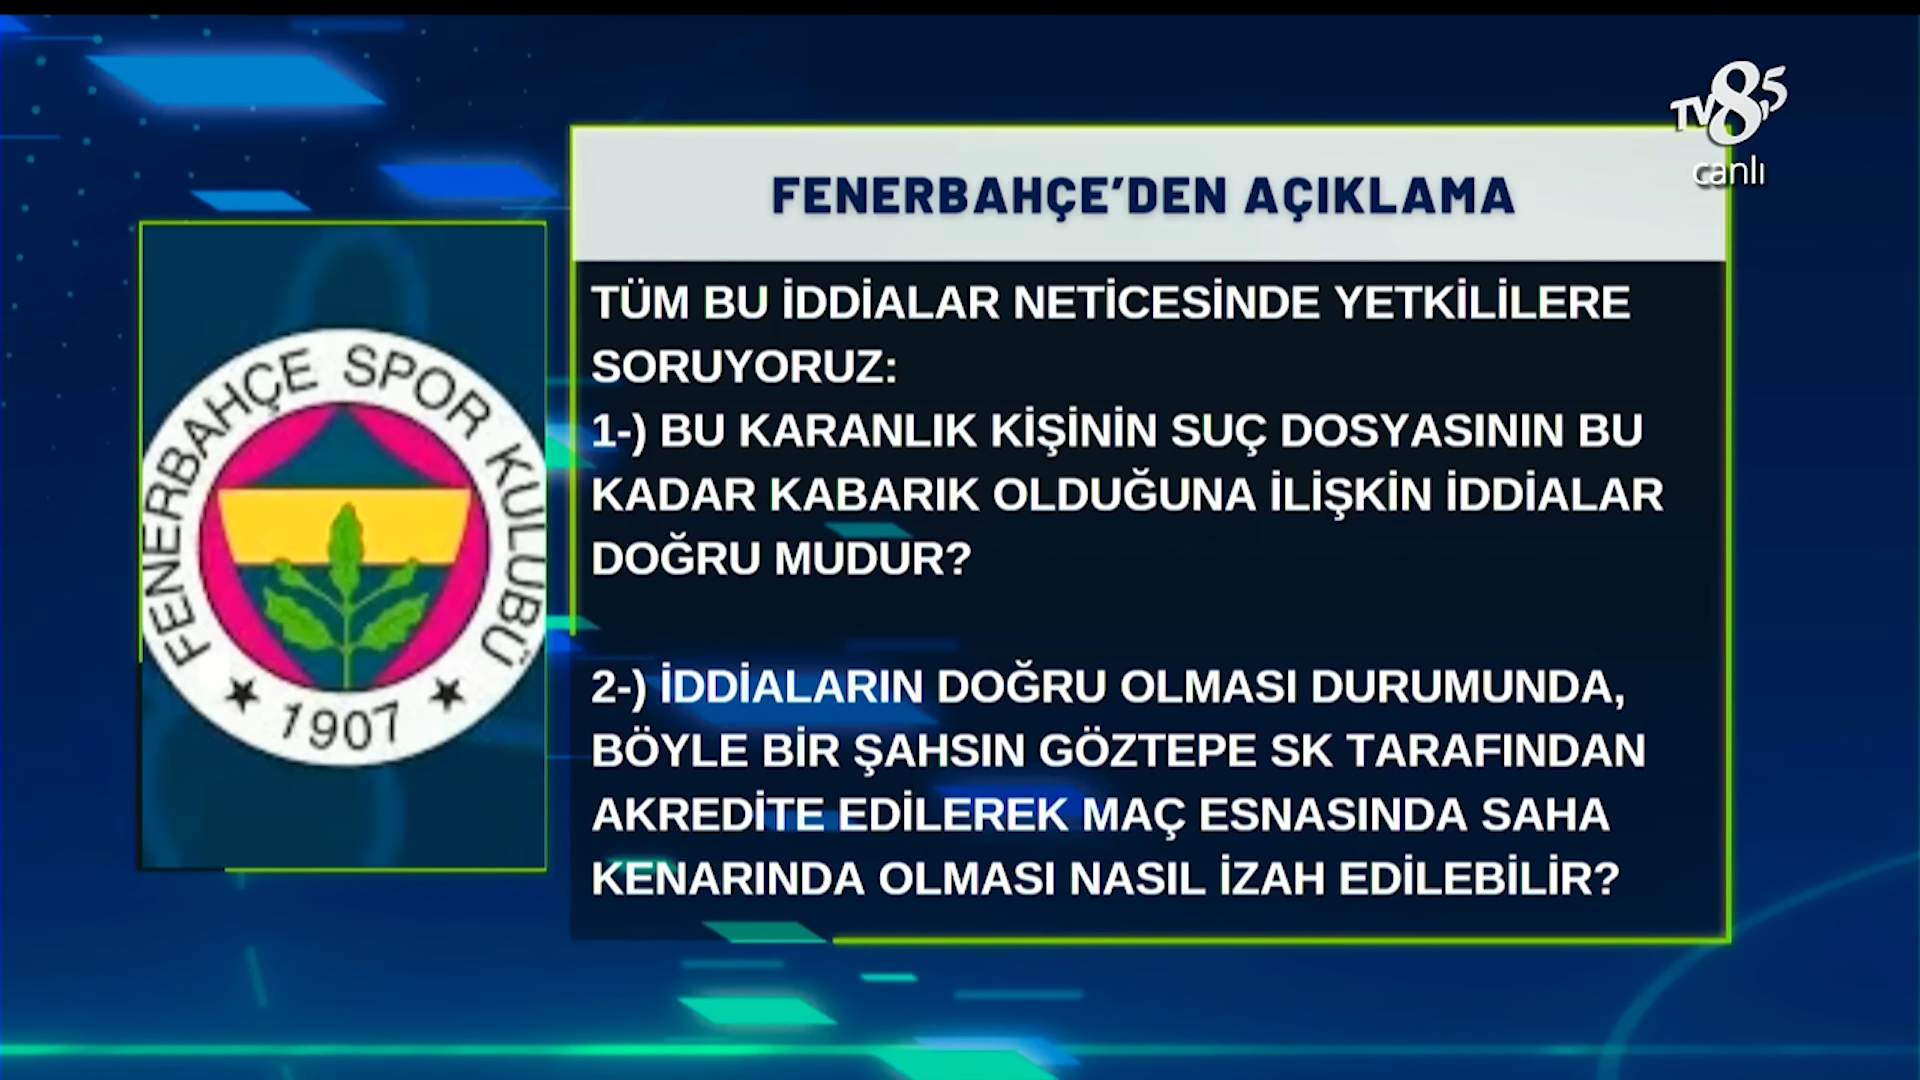 TV8,5
canlı
FENERBAHÇE’DEN AÇIKLAMA
TÜM BU İDDİALAR NETİCESİNDE YETKİLİLERE
SORUYORUZ:
1-) BU KARANLIK KİŞİNİN SUÇ DOSYASININ BU
KADAR KABARIK OLDUĞUNA İLİŞKİN İDDİALAR
DOĞRU MUDUR?
2-) İDDİALARIN DOĞRU OLMASI DURUMUNDA,
BÖYLE BİR ŞAHSIN GÖZTEPE SK TARAFINDAN
AKREDİTE EDİLEREK MAÇ ESNASINDA SAHA
KENARINDA OLMASI NASIL İZAH EDİLEBİLİR?
FENERBAHÇE SPOR KULUBÜ
★ 1907 ★